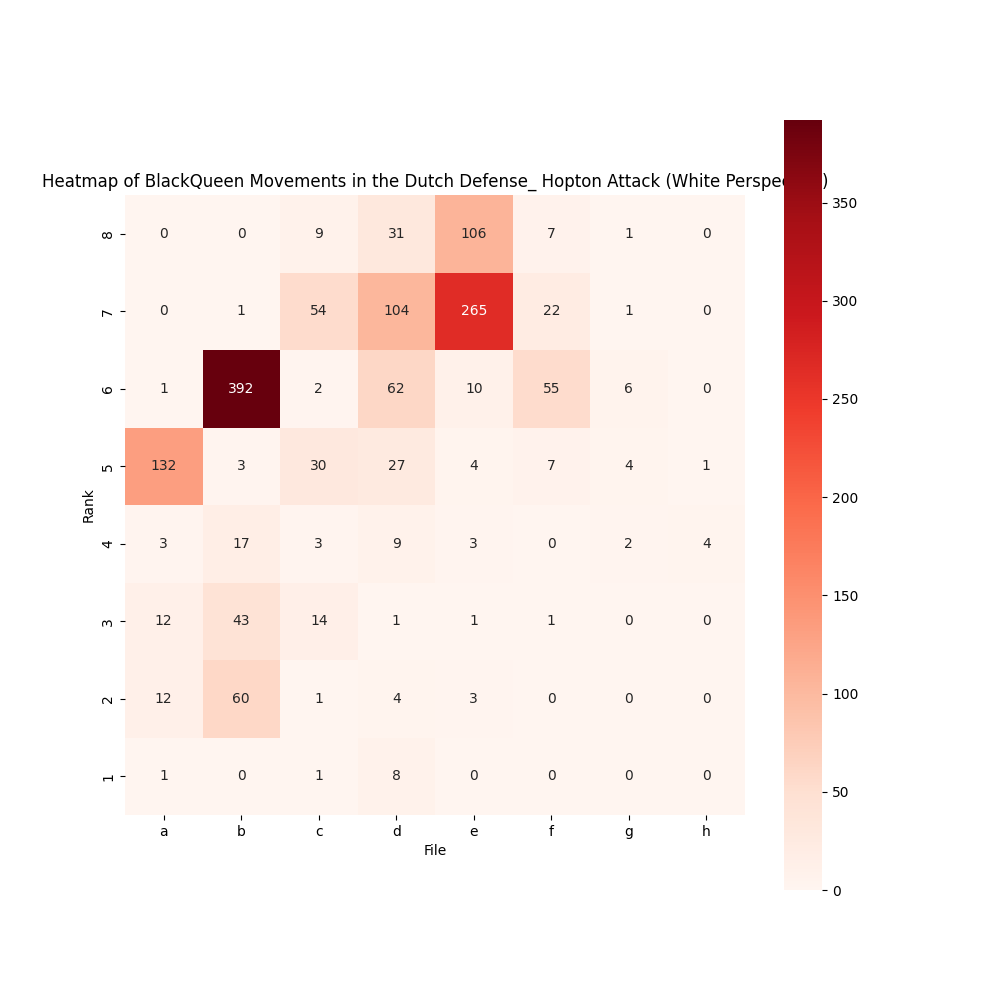 Heatmap of BlackQueen Movements in the Dutch Defense_ Hopton Attack (White Perspe )
8 0 0 9 31 106 7 1 0
7 0 1 54 104 265 22 1 0
6 1 392 2 62 10 55 6 0
5 132 3 30 27 4 7 4 1
4 3 17 3 9 3 0 2 4
3 12 43 14 1 1 1 0 0
2 12 60 1 4 3 0 0 0
1 1 0 1 8 0 0 0 0
a b c d e f g h
File
Rank
350
300
250
200
150
100
50
0